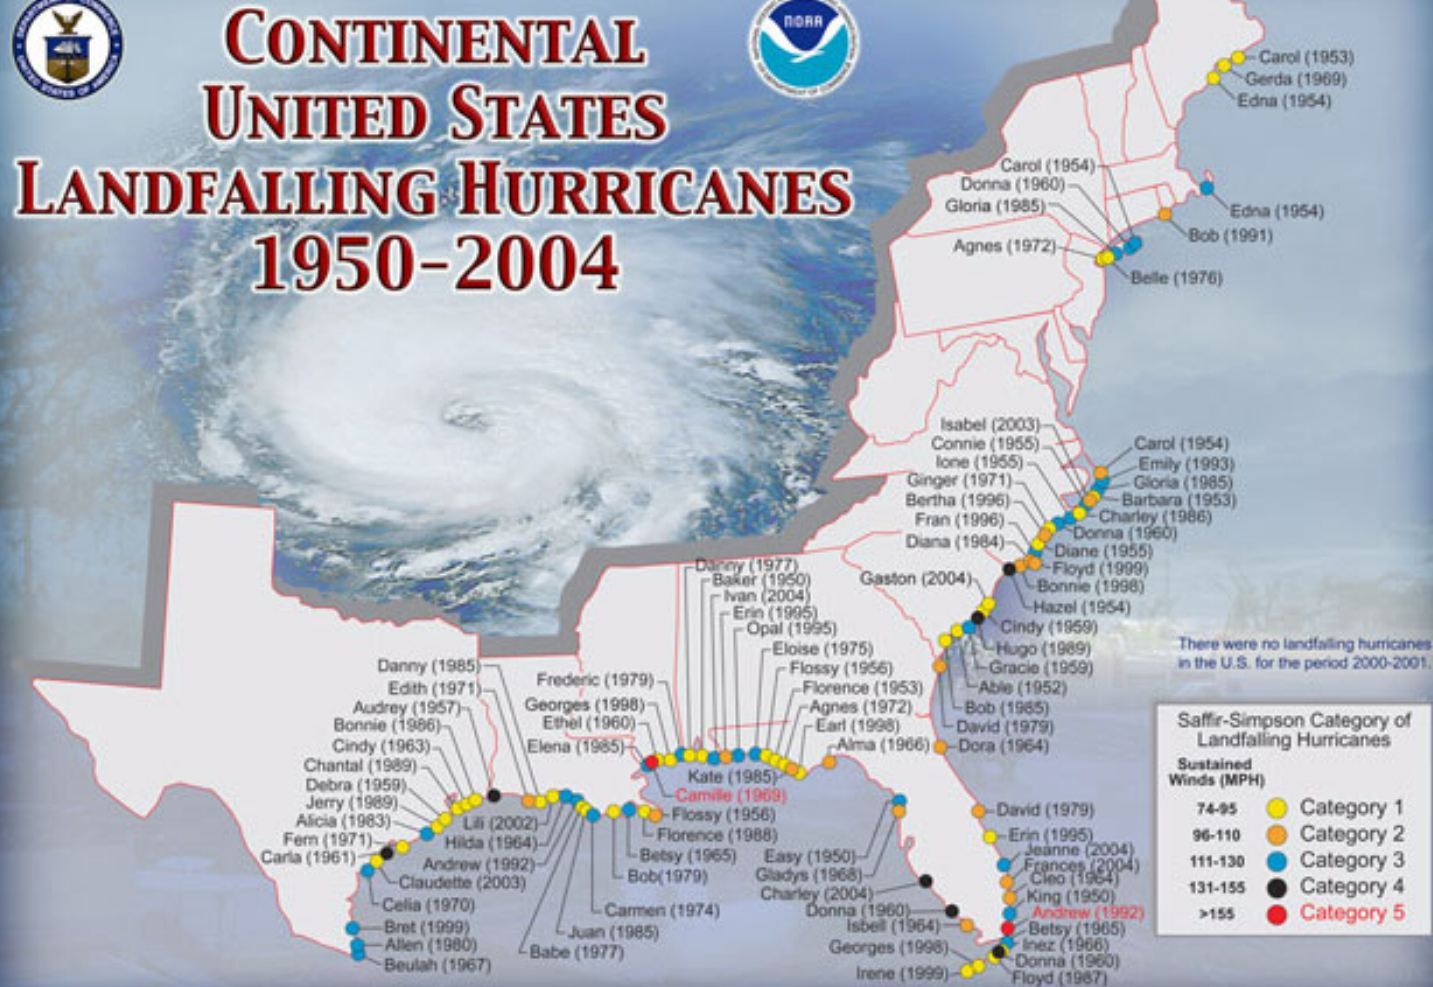 CONTINENTAL
UNITED STATES
LANDFALLING HURRICANES
1950-2004
UNITED STATES OF AMERICA
NOAA
Carol (1953)
Gerda (1969)
Edna (1954)
Carol (1954)
Donna (1960)
Gloria (1985)
Agnes (1972)
Edna (1954)
Bob (1991)
Belle (1976)
Isabel (2003)
Connie (1955)
Ione (1955)
Ginger (1971)
Bertha (1996)
Fran (1996)
Diana (1984)
Gaston (2004)
Carol (1954)
Emily (1993)
Gloria (1985)
Barbara (1953)
Charley (1986)
Donna (1960)
Diane (1955)
Floyd (1999)
Bonnie (1998)
Hazel (1954)
Cindy (1959)
Hugo (1989)
Gracie (1959)
Able (1952)
Bob (1985)
David (1979)
Dora (1964)
Danny (1977)
Baker (1950)
Ivan (2004)
Erin (1995)
Opal (1995)
Eloise (1975)
Flossy (1956)
Florence (1953)
Agnes (1972)
Earl (1998)
Alma (1966)
Frederic (1979)
Georges (1998)
Ethel (1960)
Elena (1985)
Kate (1985)
Camille (1969)
Flossy (1956)
Florence (1988)
Betsy (1965)
Bob(1979)
Danny (1985)
Edith (1971)
Audrey (1957)
Bonnie (1986)
Cindy (1963)
Chantal (1989)
Debra (1959)
Jerry (1989)
Alicia (1983)
Fern (1971)
Carla (1961)
Lili (2002)
Hilda (1964)
Andrew (1992)
Claudette (2003)
Celia (1970)
Bret (1999)
Allen (1980)
Beulah (1967)
Carmen (1974)
Juan (1985)
Babe (1977)
Easy (1950)
Gladys (1968)
Charley (2004)
Donna (1960)
Isbell (1964)
Georges (1998)
Irene (1999)
David (1979)
Erin (1995)
Jeanne (2004)
Frances (2004)
Cleo (1964)
King (1950)
Andrew (1992)
Betsy (1965)
Inez (1966)
Donna (1960)
Floyd (1987)
There were no landfalling hurricanes
in the U.S. for the period 2000-2001.
Saffir-Simpson Category of
Landfalling Hurricanes
Sustained
Winds (MPH)
74-95 Category 1
96-110 Category 2
111-130 Category 3
131-155 Category 4
>155 Category 5